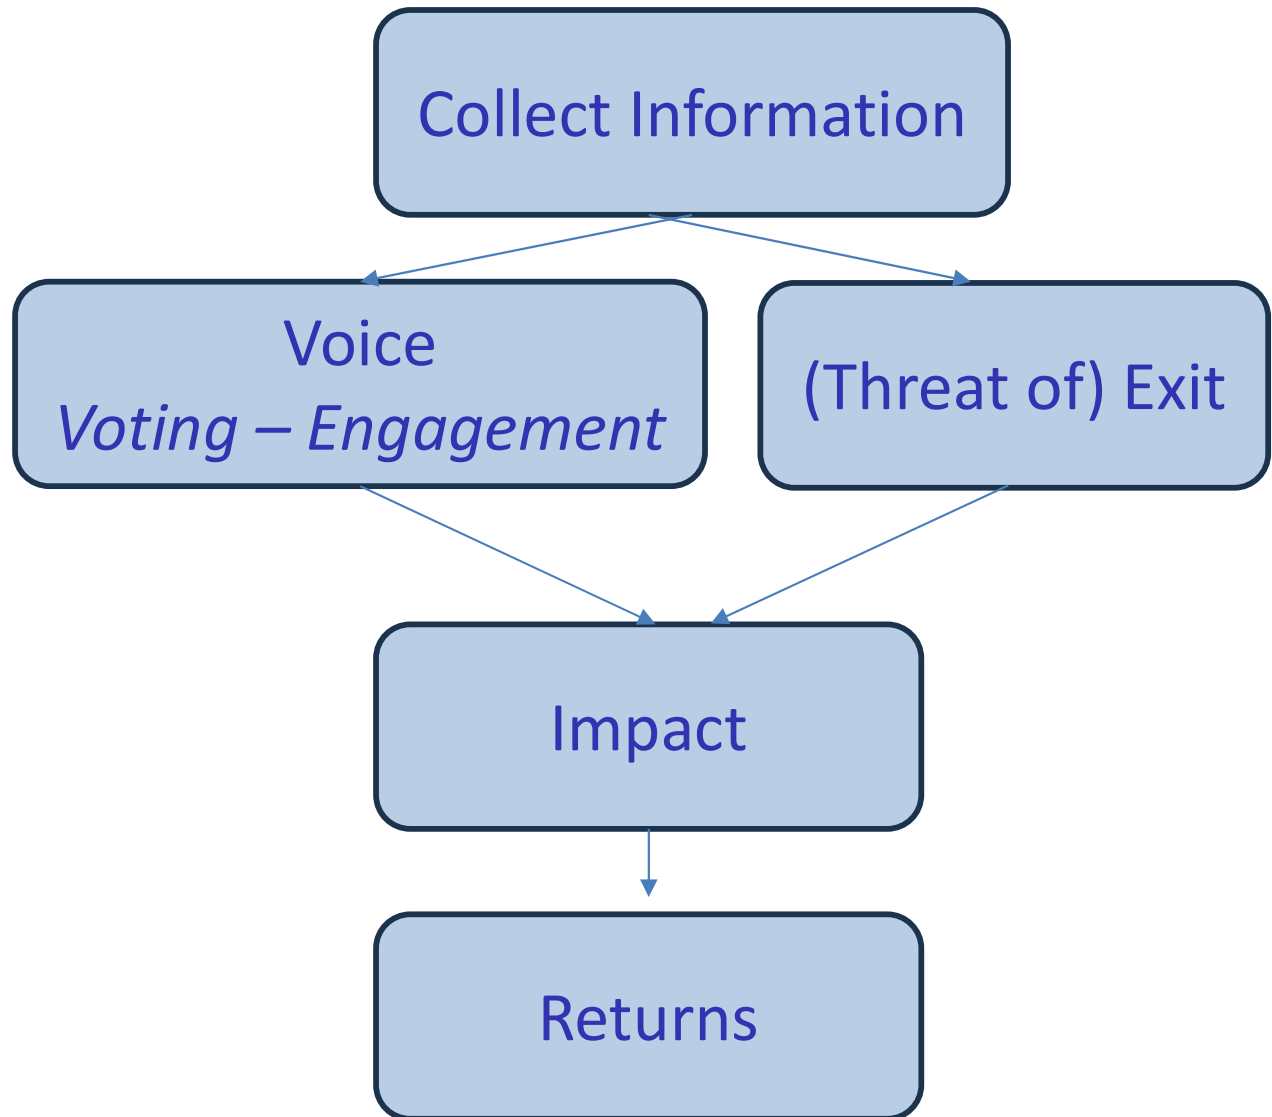 Collect Information
Voice
Voting – Engagement
(Threat of) Exit
Impact
Returns